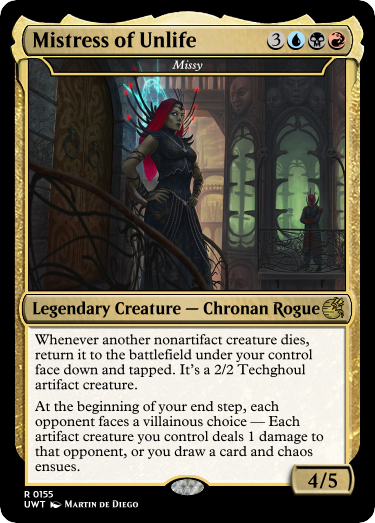 Mistress of Unlife 3
Missy
Legendary Creature — Chronan Rogue
Whenever another nonartifact creature dies,
return it to the battlefield under your control
face down and tapped. It's a 2/2 Techghoul
artifact creature.
At the beginning of your end step, each
opponent faces a villainous choice — Each
artifact creature you control deals 1 damage to
that opponent, or you draw a card and chaos
ensues.
4/5
R 0155
UWT Martin de Diego